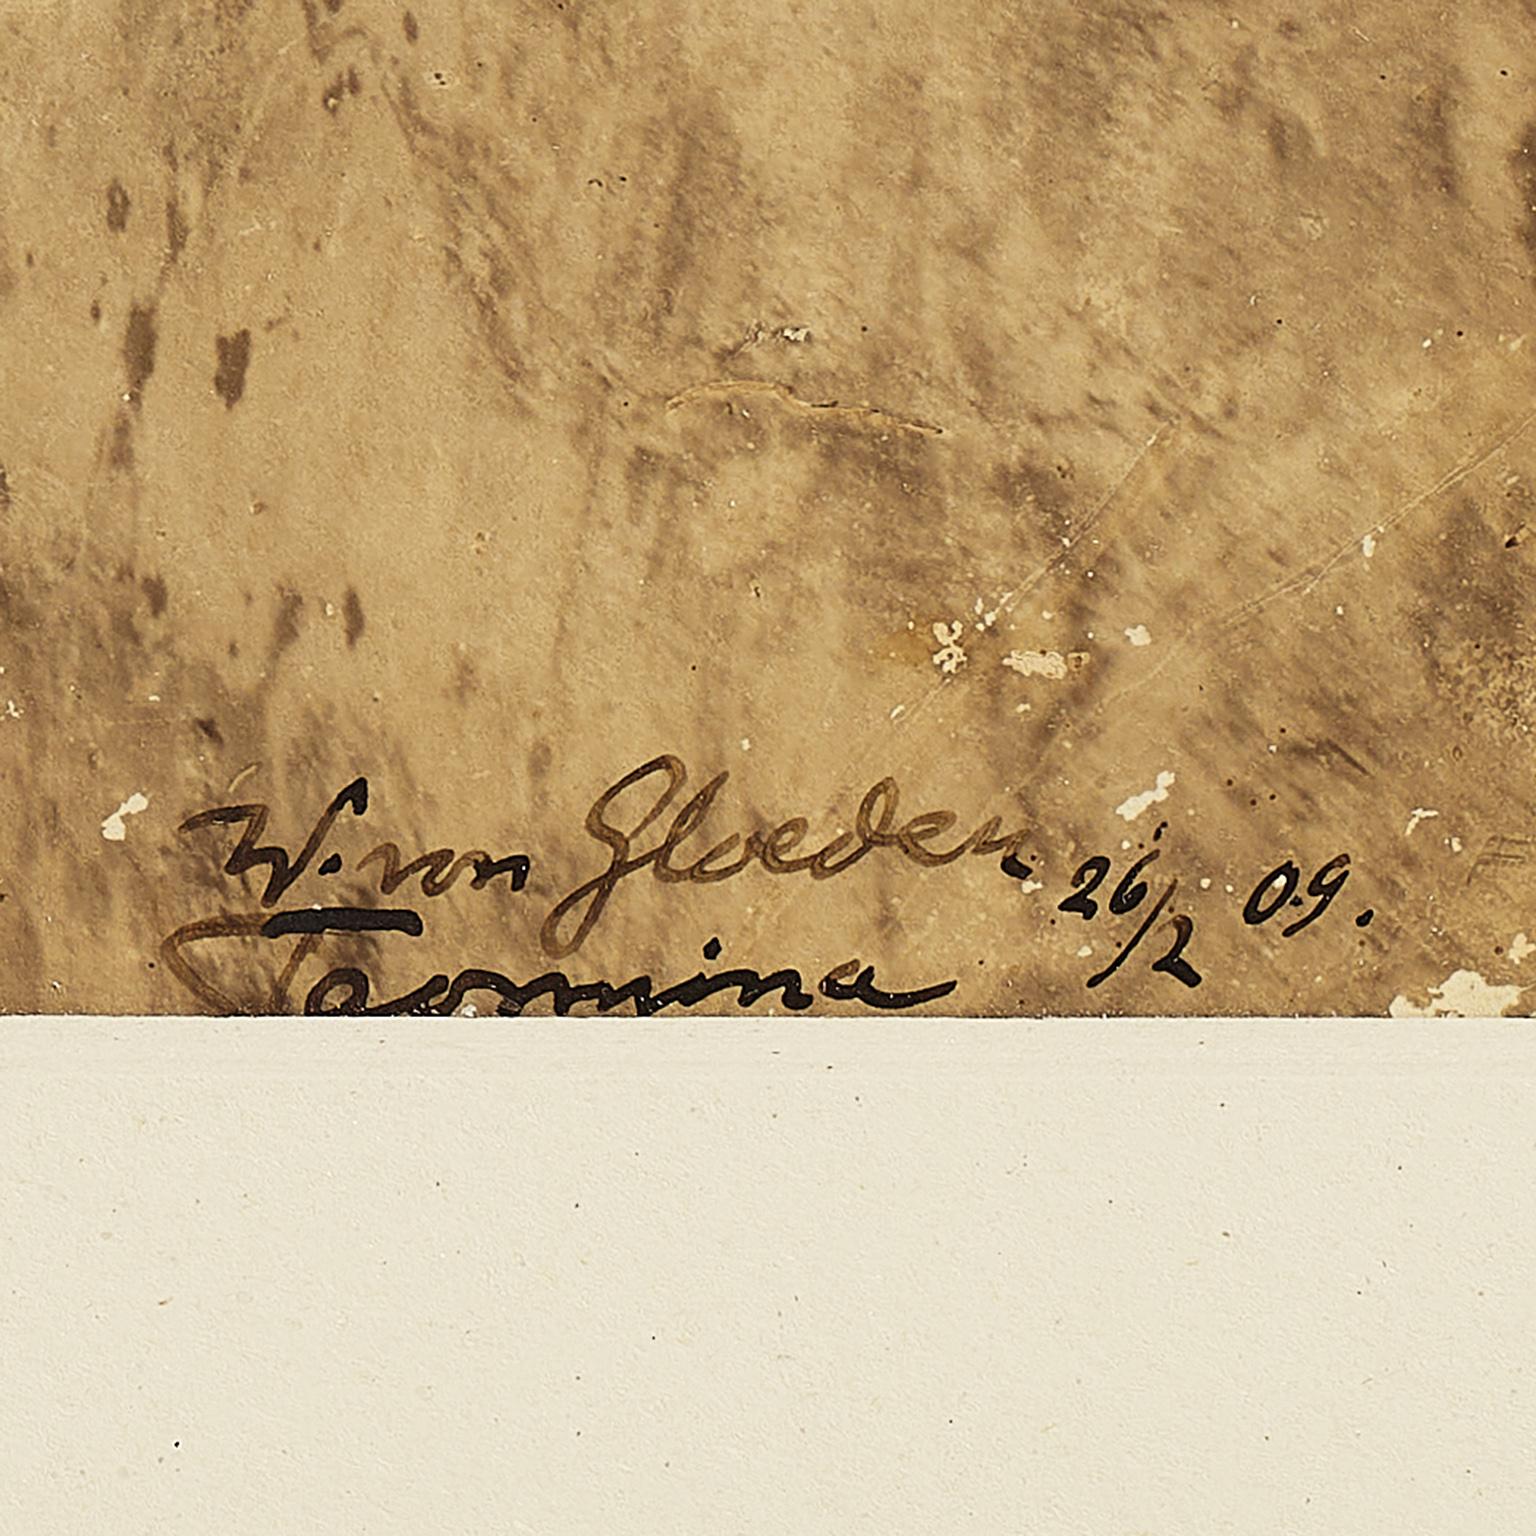 W. von Gloeden 26/2 09.
Taormina